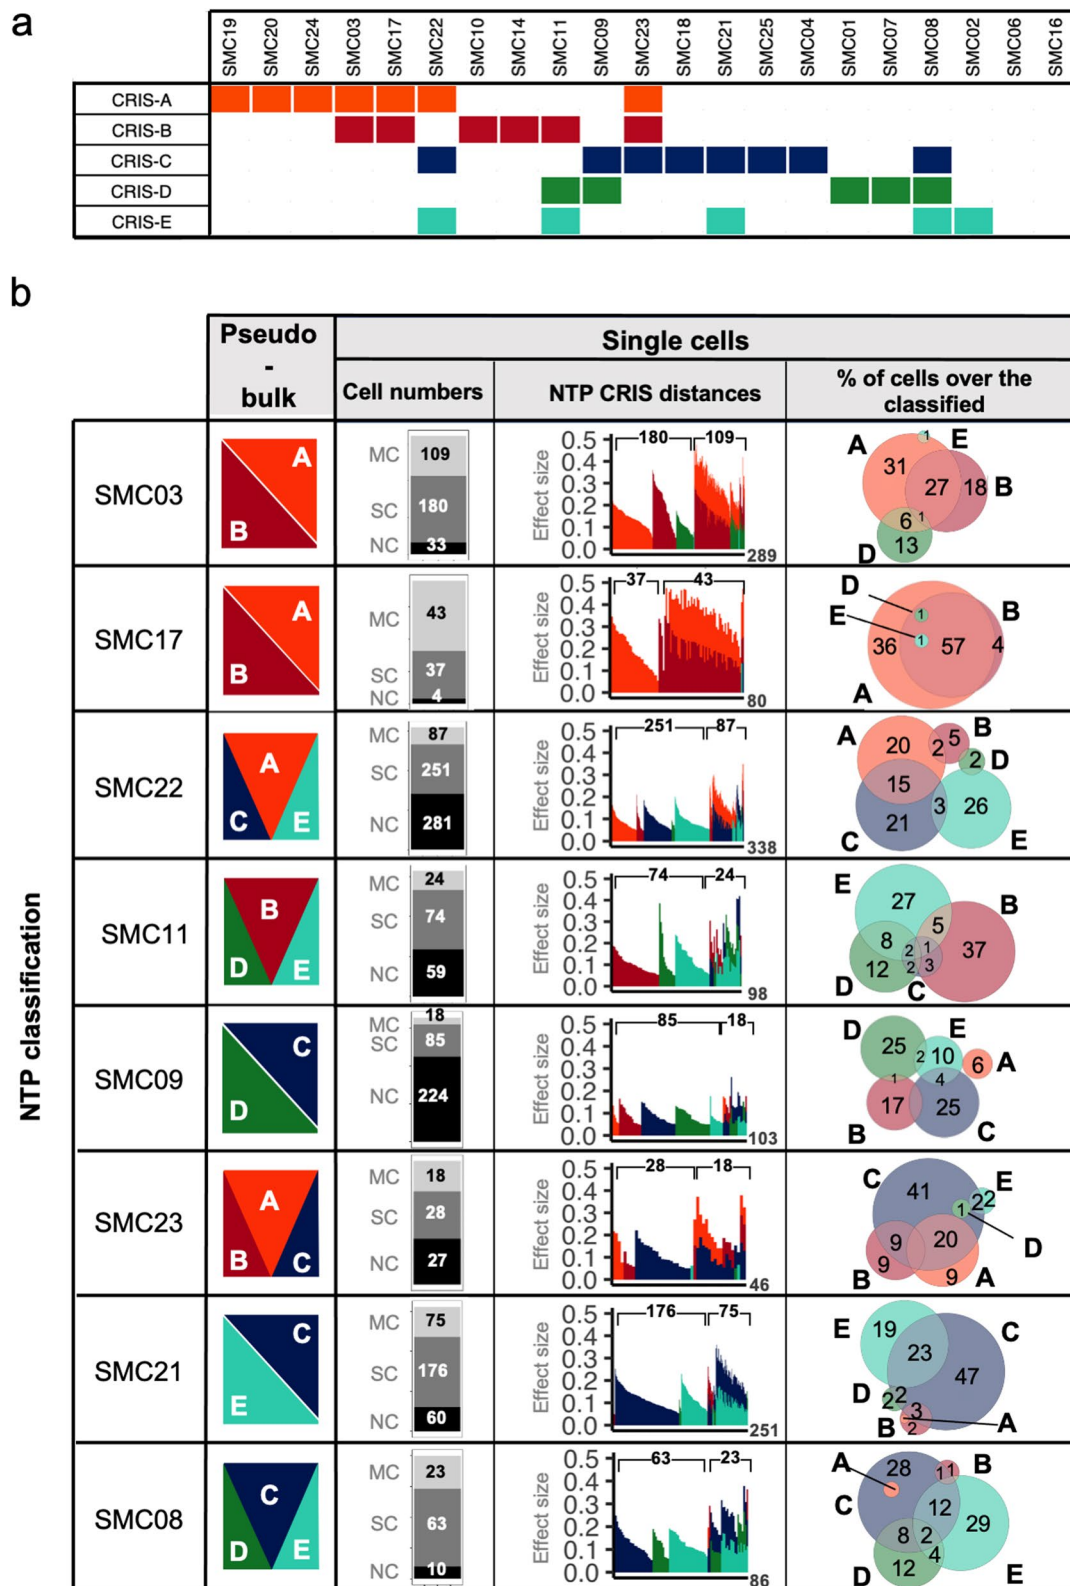 a
SMC19 SMC20 SMC24 SMC03 SMC17 SMC22 SMC10 SMC14 SMC11 SMC09 SMC23 SMC18 SMC21 SMC25 SMC04 SMC01 SMC07 SMC08 SMC02 SMC06 SMC16
CRIS-A
CRIS-B
CRIS-C
CRIS-D
CRIS-E
b
Pseudo
-
bulk
Single cells
Cell numbers
NTP CRIS distances
% of cells over the
classified
NTP classification
SMC03
A
B
MC 109
SC 180
NC 33
Effect size
0.5
0.4
0.3
0.2
0.1
0.0
180 109
289
A 1 E
31 27 18 B
6 1
D 13
SMC17
A
B
MC 43
SC 37
NC 4
Effect size
0.5
0.4
0.3
0.2
0.1
0.0
37 43
80
D 1 B
E 1
36 57 4
A
SMC22
A
C E
MC 87
SC 251
NC 281
Effect size
0.5
0.4
0.3
0.2
0.1
0.0
251 87
338
A 20 2 5 B
2 D
15
21 3 26
C E
SMC11
B
D E
MC 24
SC 74
NC 59
Effect size
0.5
0.4
0.3
0.2
0.1
0.0
74 24
98
E 27 B
5
8 2 1 37
12 2 3
D C
SMC09
C
D
MC 18
SC 85
NC 224
Effect size
0.5
0.4
0.3
0.2
0.1
0.0
85 18
103
D E
25 2 10 6 A
1 4
17 25
B C
SMC23
A
B C
MC 18
SC 28
NC 27
Effect size
0.5
0.4
0.3
0.2
0.1
0.0
28 18
46
C 41 E
1 22
9 20 D
B 9 9 A
SMC21
C
E
MC 75
SC 176
NC 60
Effect size
0.5
0.4
0.3
0.2
0.1
0.0
176 75
251
E 19 C
23 47
D 22
3
B 2 A
SMC08
C
D E
MC 23
SC 63
NC 10
Effect size
0.5
0.4
0.3
0.2
0.1
0.0
63 23
86
A 28 11 B
C 12
8 2 29
12 4
D E